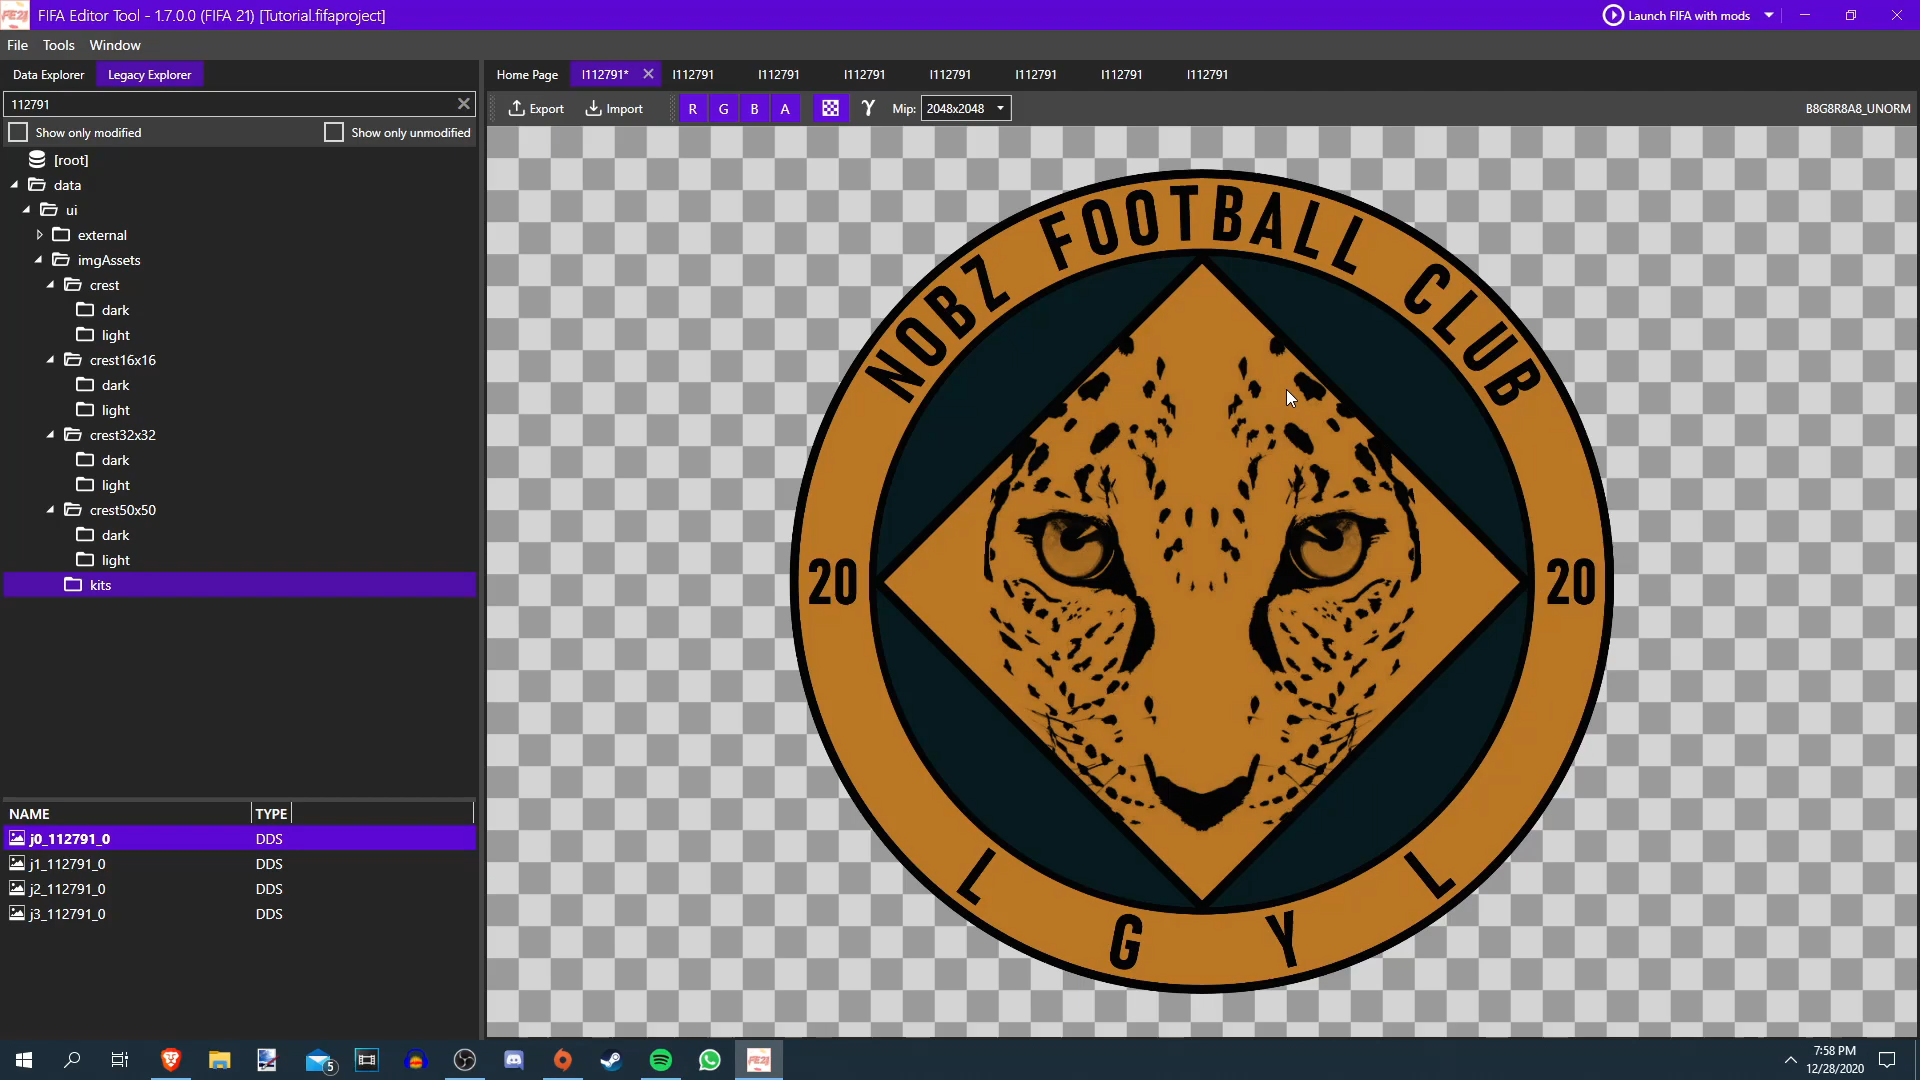 FE21 FIFA Editor Tool - 1.7.0.0 (FIFA 21) [Tutorial.fifaproject]
Launch FIFA with mods
File Tools Window
Data Explorer Legacy Explorer
Home Page l112791* l112791 l112791 l112791 l112791 l112791 l112791 l112791
112791
Export Import R G B A γ Mip: 2048x2048 B8G8R8A8_UNORM
Show only modified Show only unmodified
[root]
data
ui
external
imgAssets
crest
dark
light
crest16x16
dark
light
crest32x32
dark
light
crest50x50
dark
light
kits
NAME TYPE
j0_112791_0 DDS
j1_112791_0 DDS
j2_112791_0 DDS
j3_112791_0 DDS
NOBZ FOOTBALL CLUB
20 20
L G Y L
5
FE21
7:58 PM
12/28/2020